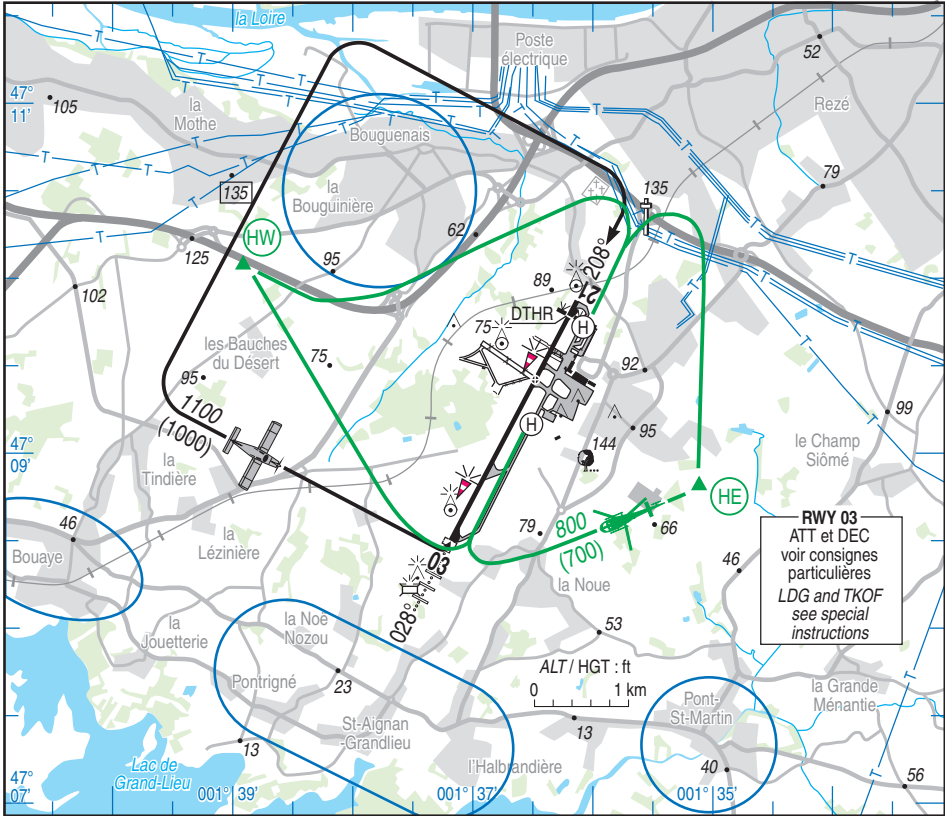 la Loire
Poste
électrique
52
47°
11'
105
la
Mothe
Rezé
Bouguenais
T
135
la
Bouguinière
79
135
62
HW
125
95
208°
21
89
102
DTHR
75
H
les Bauches
du Désert
75
92
95
1100
(1000)
99
95
H
144
47°
09'
le Champ
Siômé
la
Tindière
HE
800
(700)
66
79
46
Bouaye
la
Lézinière
03
028°
RWY 03
ATT et DEC
voir consignes
particulières
LDG and TKOF
see special
instructions
46
la Noue
la
Jouetterie
la Noë
Nozou
53
ALT / HGT : ft
0 1 km
23
Pontrigné
la Grande
Ménantie
Pont-
St-Martin
St-Aignan
-Grandlieu
13
13
l'Halbrandière
40
56
Lac de
Grand-Lieu
47°
07'
001° 39'
001° 37'
001° 35'